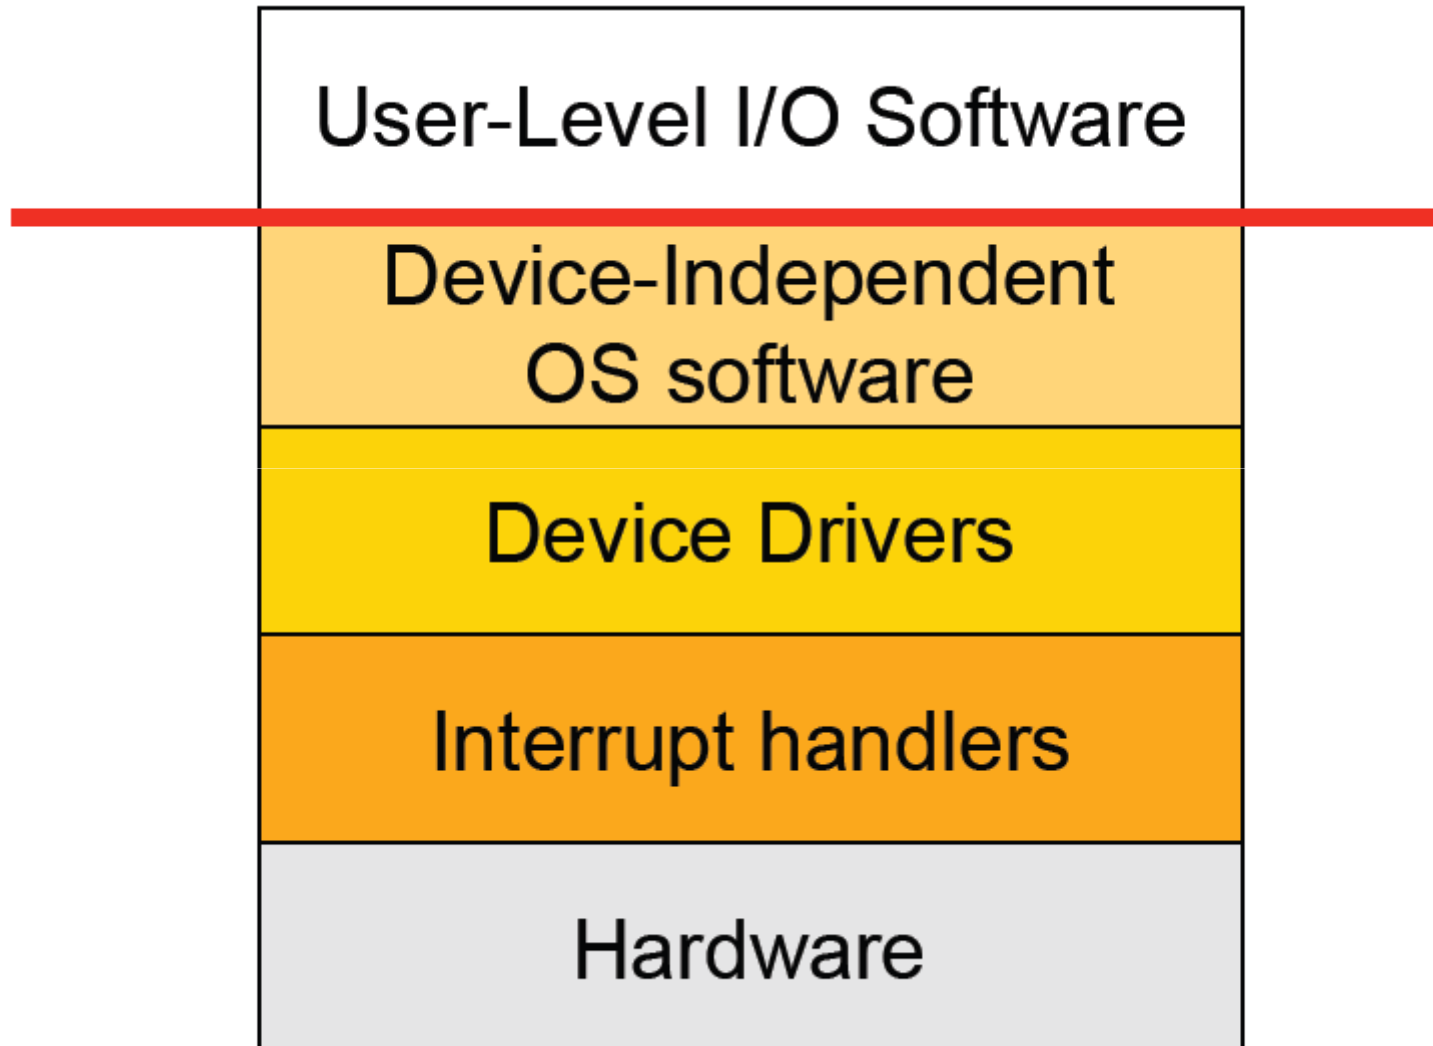 User-Level I/O Software
Device-Independent
OS software
Device Drivers
Interrupt handlers
Hardware